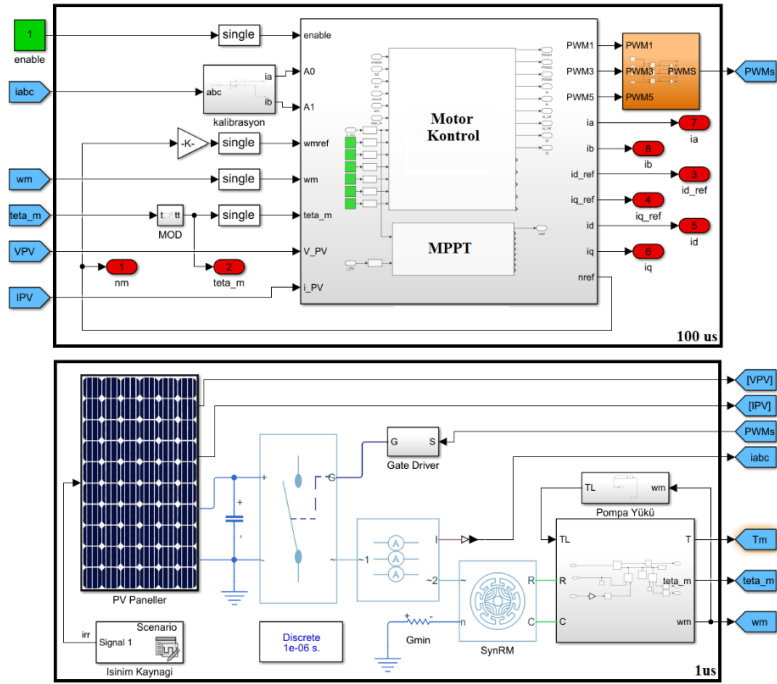 1
enable
single
enable
iabc
abc
ia
ib
kalibrasyon
A0
A1
-K-
single
wmref
wm
single
wm
teta_m
t
tt
MOD
single
teta_m
VPV
V_PV
IPV
i_PV
1
nm
2
teta_m
Motor
Kontrol
MPPT
PWM1
PWM3
PWM5
ia
ib
id_ref
iq_ref
id
iq
nref
PWM1
PWM3
PWM5
PWMS
PWMs
7
ia
8
ib
3
id_ref
4
iq_ref
5
id
6
iq
100 us
[VPV]
[IPV]
PWMs
iabc
Tm
teta_m
wm
PV Paneller
irr
Signal 1
Scenario
Isinim Kaynagi
+
-
+
~
G
G
S
Gate Driver
~1
A
A
A
I
~2
Discrete
1e-06 s.
+
-
Gmin
~
n
R
C
SynRM
TL
wm
Pompa Yükü
TL
R
C
T
teta_m
wm
1us